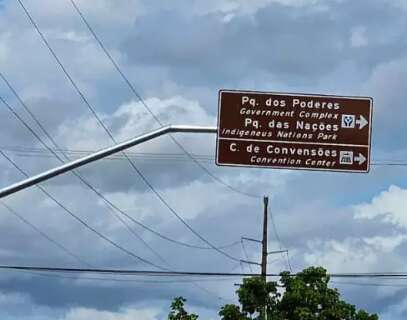 Pq. dos Poderes
Government Complex
Pq. das Nações
Indigenous Nations Park
C. de Convensões
Convention Center